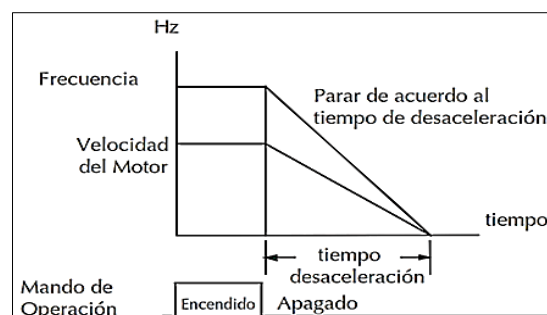 Hz
Frecuencia
Parar de acuerdo al
tiempo de desaceleración
Velocidad
del Motor
tiempo
tiempo
desaceleración
Mando de
Operación
Encendido
Apagado